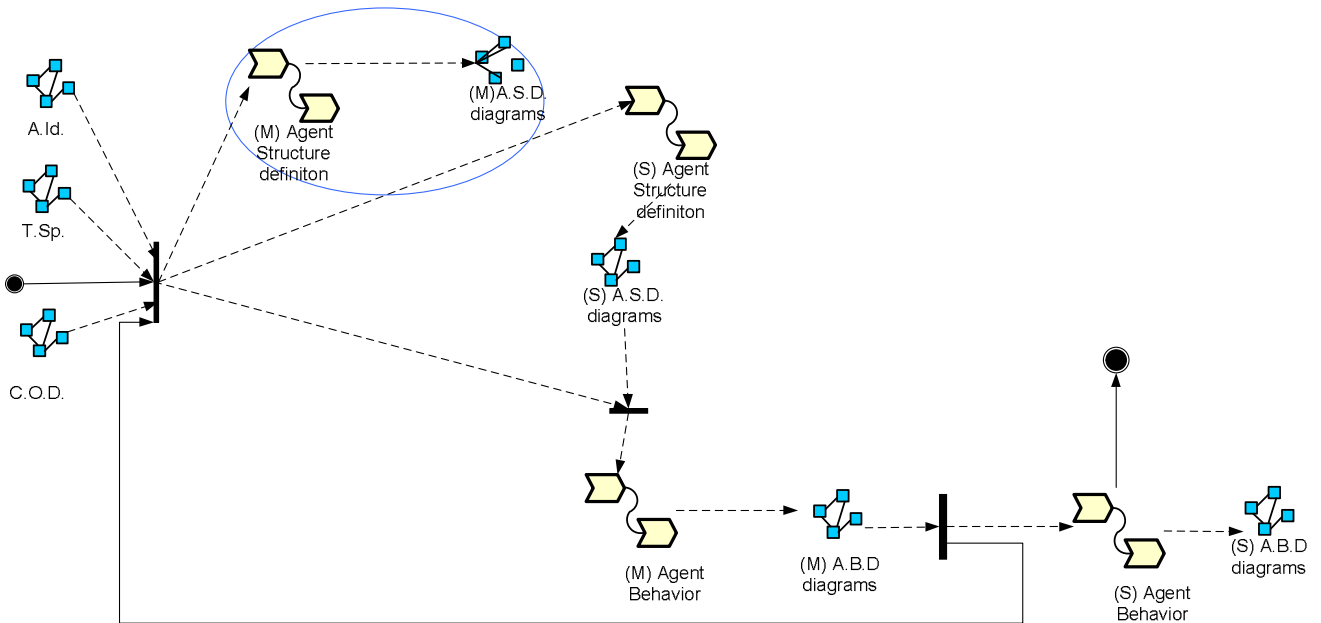 A.Id.
T.Sp.
C.O.D.
(M) Agent
Structure
definiton
(M)A.S.D.
diagrams
(S) Agent
Structure
definiton
(S) A.S.D.
diagrams
(M) Agent
Behavior
(M) A.B.D
diagrams
(S) Agent
Behavior
(S) A.B.D
diagrams